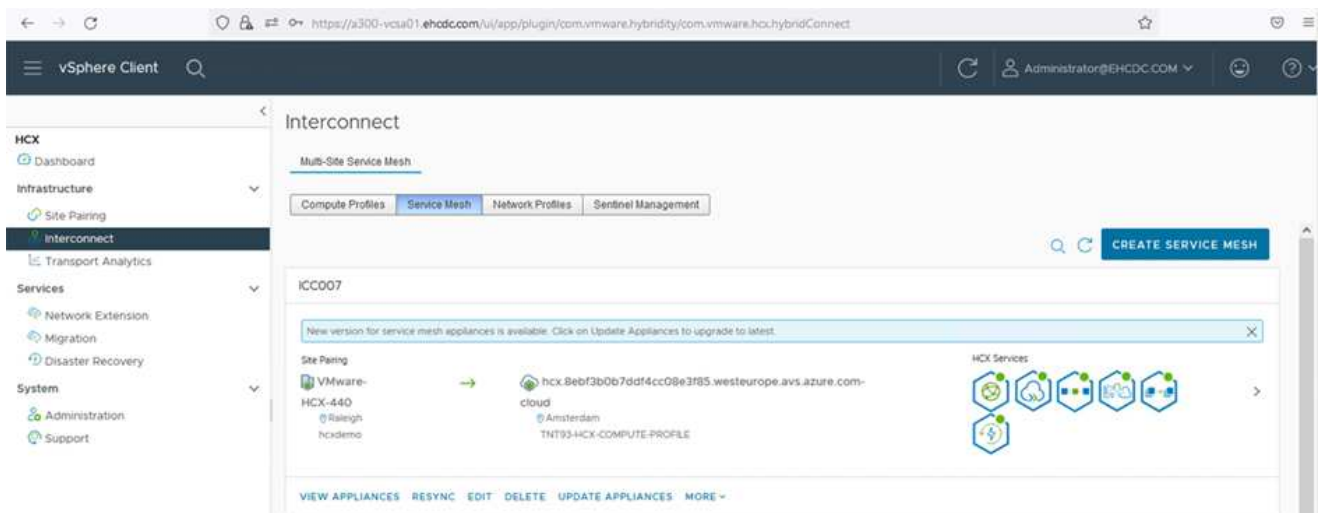 https://a300-vcsa01.ehcdc.com/ui/app/plugin/com.vmware.hybridity/com.vmware.hcx.hybridConnect
vSphere Client
Administrator@EHCDC.COM
HCX
Dashboard
Infrastructure
Site Pairing
Interconnect
Transport Analytics
Services
Network Extension
Migration
Disaster Recovery
System
Administration
Support
Interconnect
Multi-Site Service Mesh
Compute Profiles Service Mesh Network Profiles Sentinel Management
CREATE SERVICE MESH
ICC007
New version for service mesh appliances is available. Click on Update Appliances to upgrade to latest.
Site Pairing
VMware-
HCX-440
Raleigh
hcxdemo
hcx.8ebf3b0b7ddf4cc08e3f85.westeurope.avs.azure.com-
cloud
Amsterdam
TNT93-HCX-COMPUTE-PROFILE
HCX Services
VIEW APPLIANCES RESYNC EDIT DELETE UPDATE APPLIANCES MORE